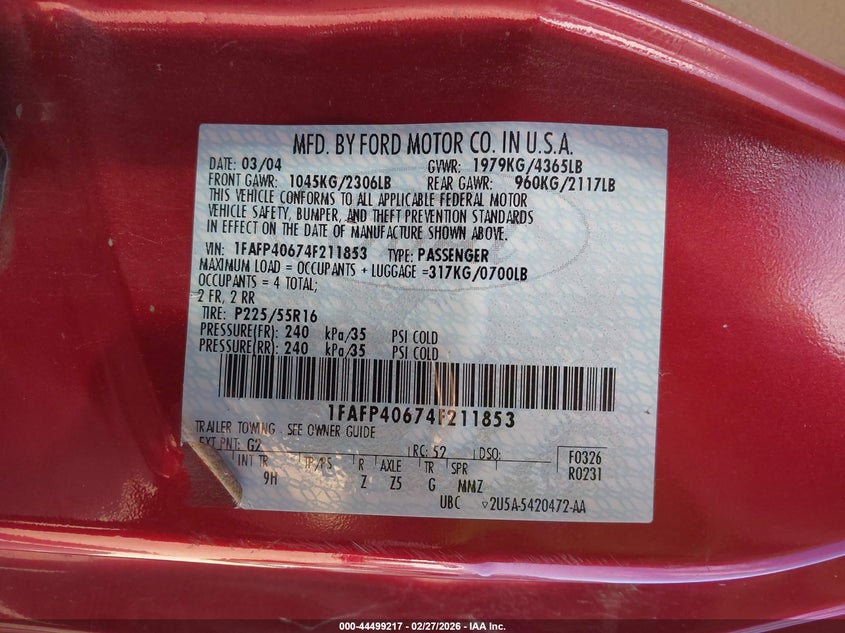 MFD. BY FORD MOTOR CO. IN U.S.A.
DATE: 03/04 GVWR: 1979KG/4365LB
FRONT GAWR: 1045KG/2306LB REAR GAWR: 960KG/2117LB
THIS VEHICLE CONFORMS TO ALL APPLICABLE FEDERAL MOTOR
VEHICLE SAFETY, BUMPER, AND THEFT PREVENTION STANDARDS
IN EFFECT ON THE DATE OF MANUFACTURE SHOWN ABOVE.
VIN: 1FAFP40674F211853 TYPE: PASSENGER
MAXIMUM LOAD = OCCUPANTS + LUGGAGE =317KG/0700LB
OCCUPANTS = 4 TOTAL;
2 FR, 2 RR
TIRE: P225/55R16
PRESSURE(FR) 240 kPa/35 PSI COLD
PRESSURE(RR) 240 kPa/35 PSI COLD
1FAFP40674F211853
TRAILER TOWING - SEE OWNER GUIDE
EXT PNT: G2 RC: 52 DSO: F0326
INT TR TP/PS R AXLE TR SPR R0231
9H Z Z5 G MMZ
UBC ▽2U5A-5420472-AA
000-44499217 - 02/27/2026 - IAA Inc.